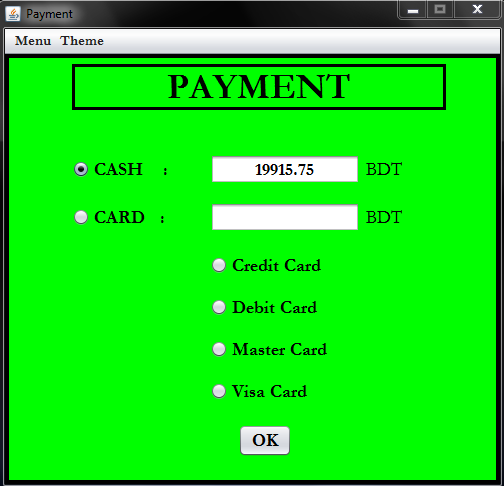 Payment
Menu Theme
PAYMENT
CASH : 19915.75 BDT
CARD : BDT
Credit Card
Debit Card
Master Card
Visa Card
OK